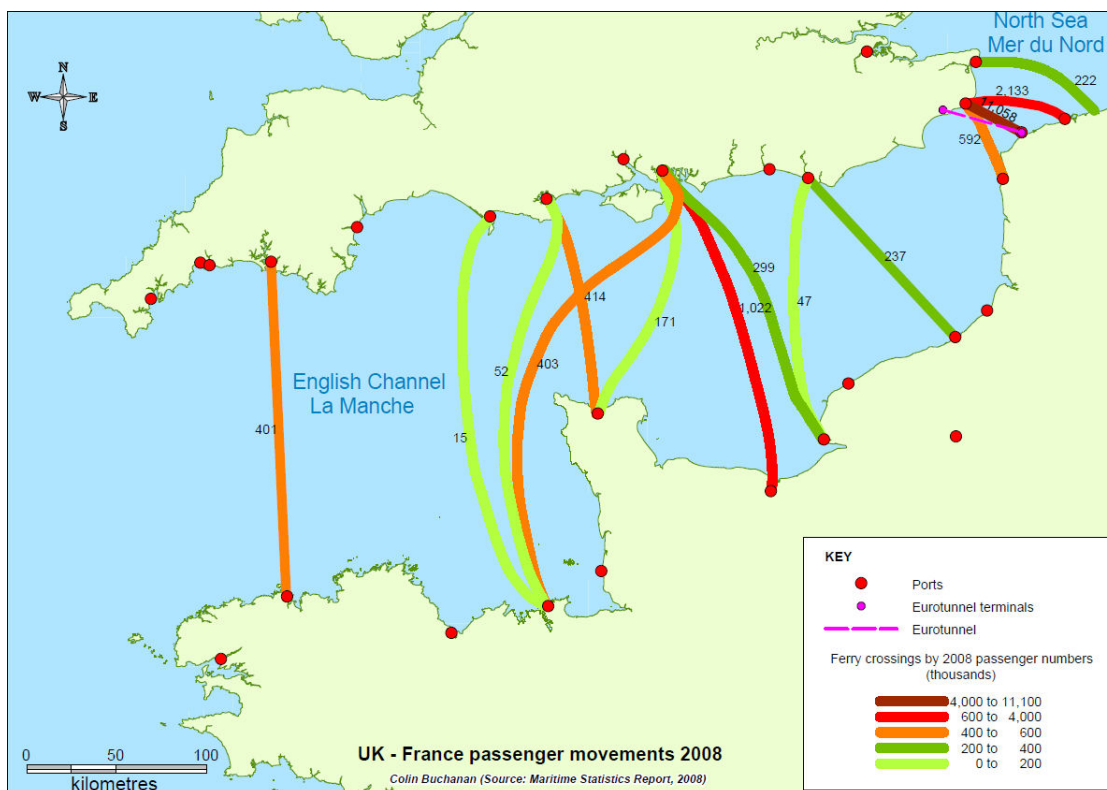 North Sea
Mer du Nord
N
W E
S
222
2,133
11,058
592
299
237
414
1,022
47
171
403
52
English Channel
La Manche
401
15
KEY
Ports
Eurotunnel terminals
Eurotunnel
Ferry crossings by 2008 passenger numbers
(thousands)
4,000 to 11,100
600 to 4,000
400 to 600
200 to 400
0 to 200
0 50 100
kilometres
UK - France passenger movements 2008
Colin Buchanan (Source: Maritime Statistics Report, 2008)